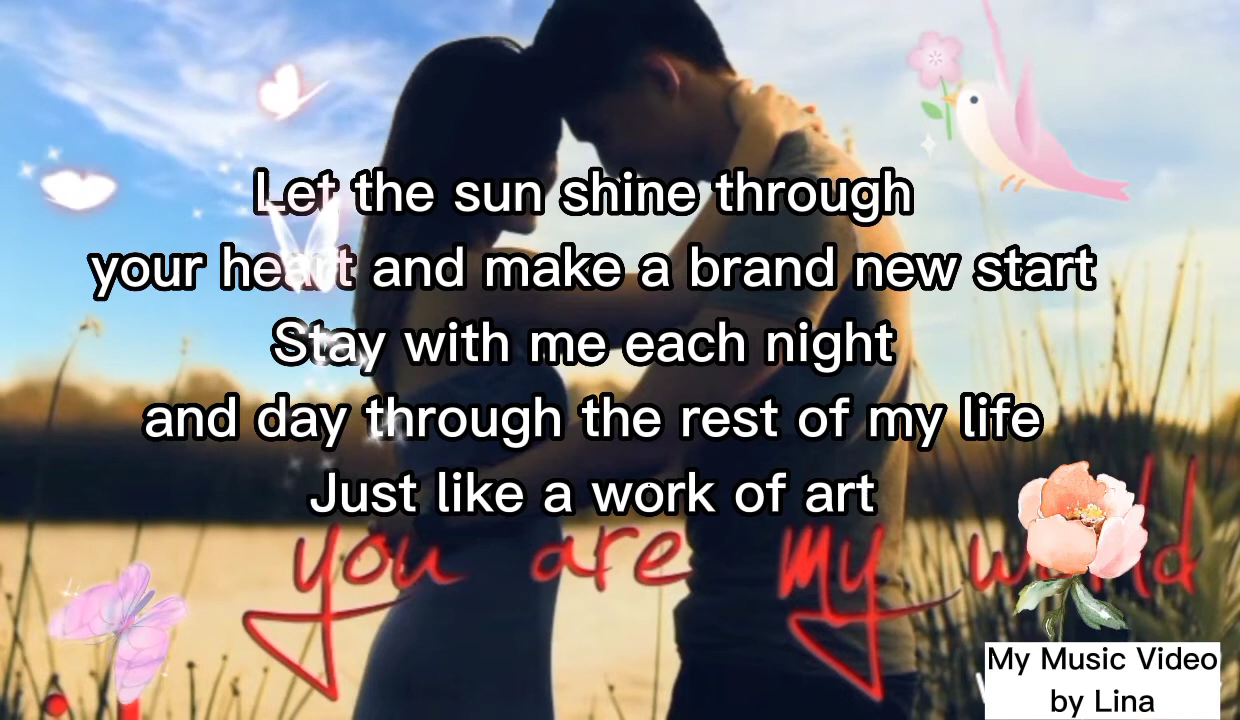 Let the sun shine through
your heart and make a brand new start
Stay with me each night
and day through the rest of my life
Just like a work of art
you are my world
My Music Video
by Lina